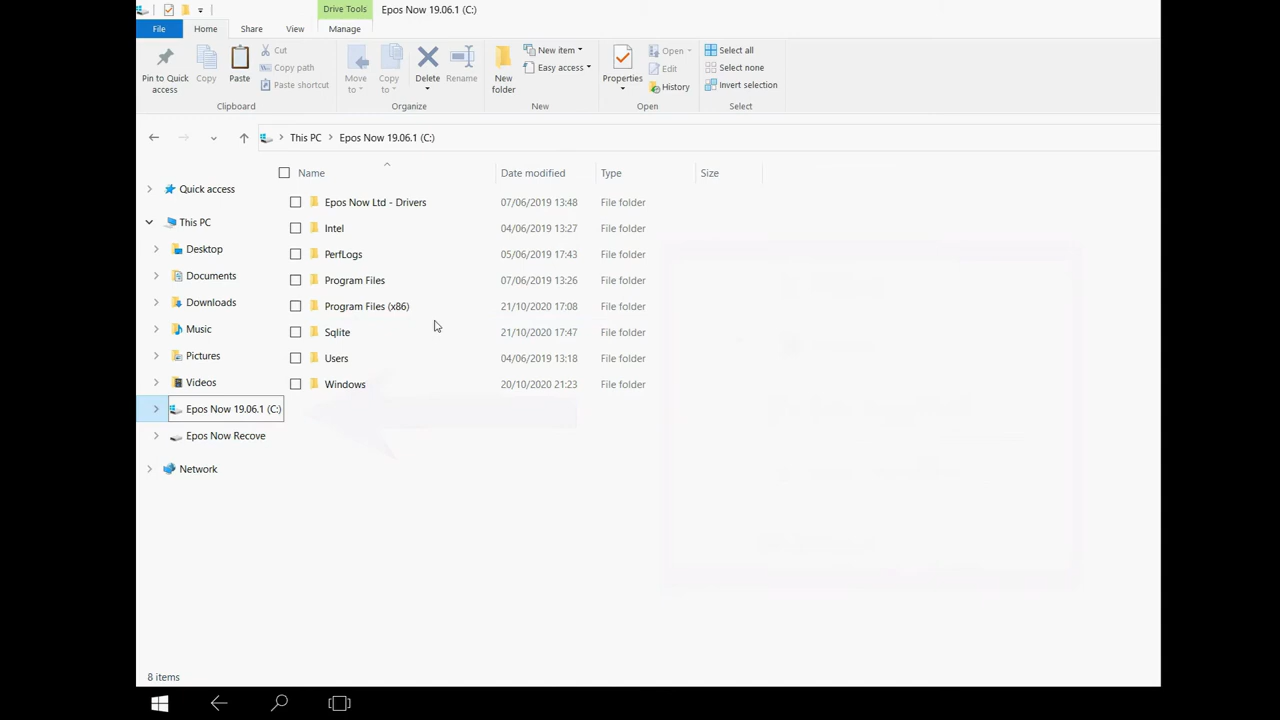 Drive Tools Epos Now 19.06.1 (C:)
File Home Share View Manage
Pin to Quick access
Copy
Paste
Cut
Copy path
Paste shortcut
Clipboard
Move to
Copy to
Delete
Rename
Organize
New folder
New item
Easy access
New
Properties
Open
Edit
History
Open
Select all
Select none
Invert selection
Select
This PC > Epos Now 19.06.1 (C:)
Name Date modified Type Size
Quick access
This PC
Desktop
Documents
Downloads
Music
Pictures
Videos
Epos Now 19.06.1 (C:)
Epos Now Recove
Network
Epos Now Ltd - Drivers 07/06/2019 13:48 File folder
Intel 04/06/2019 13:27 File folder
PerfLogs 05/06/2019 17:43 File folder
Program Files 07/06/2019 13:26 File folder
Program Files (x86) 21/10/2020 17:08 File folder
Sqlite 21/10/2020 17:47 File folder
Users 04/06/2019 13:18 File folder
Windows 20/10/2020 21:23 File folder
8 items